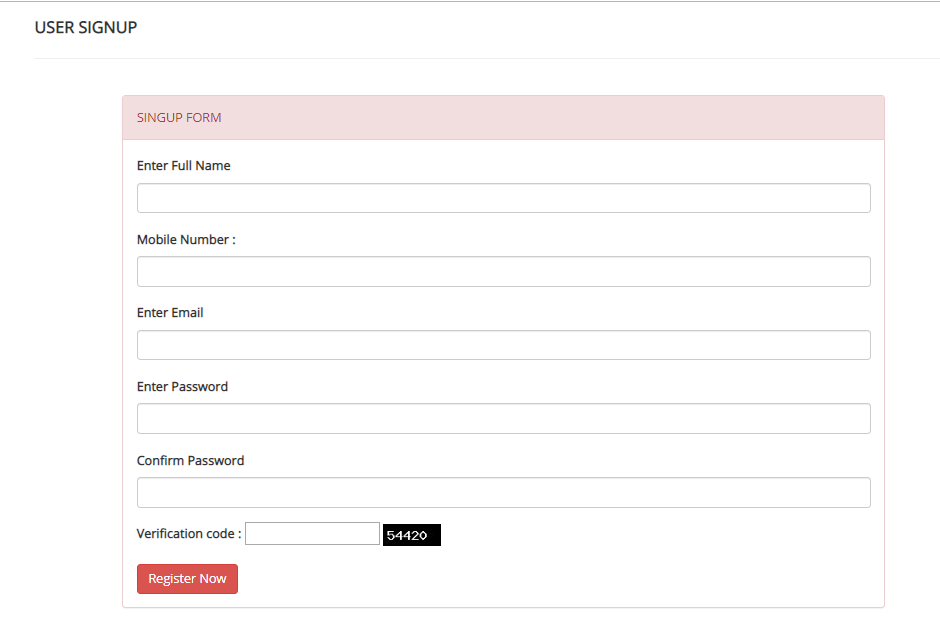 USER SIGNUP
SINGUP FORM
Enter Full Name
Mobile Number :
Enter Email
Enter Password
Confirm Password
Verification code : 54420
Register Now